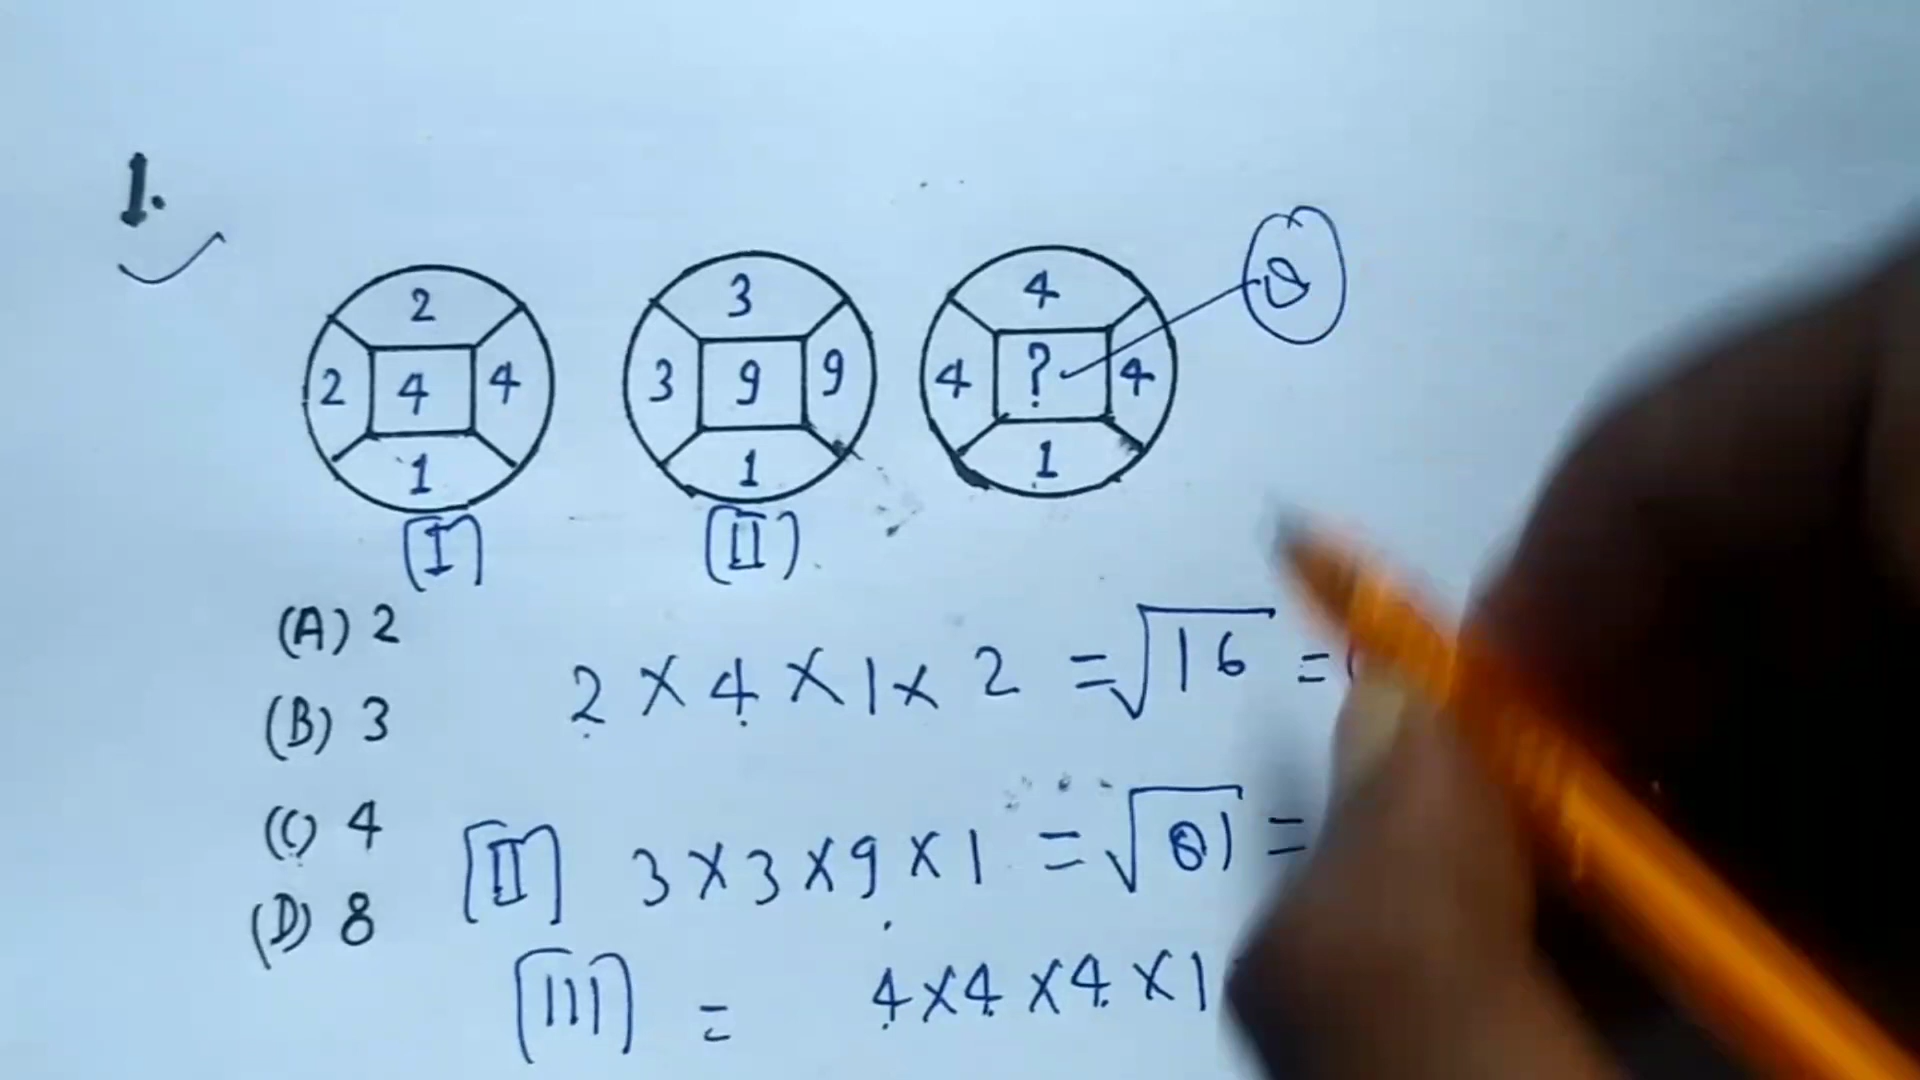 1.
2 3 4 8
2 4 4 3 9 9 4 ? 4
1 1 1
[I] [II]
(A) 2
(B) 3
(C) 4
(D) 8
2 × 4 × 1 × 2 = √16 =
[II] 3 × 3 × 9 × 1 = √81 =
[III] = 4 × 4 × 4 × 1